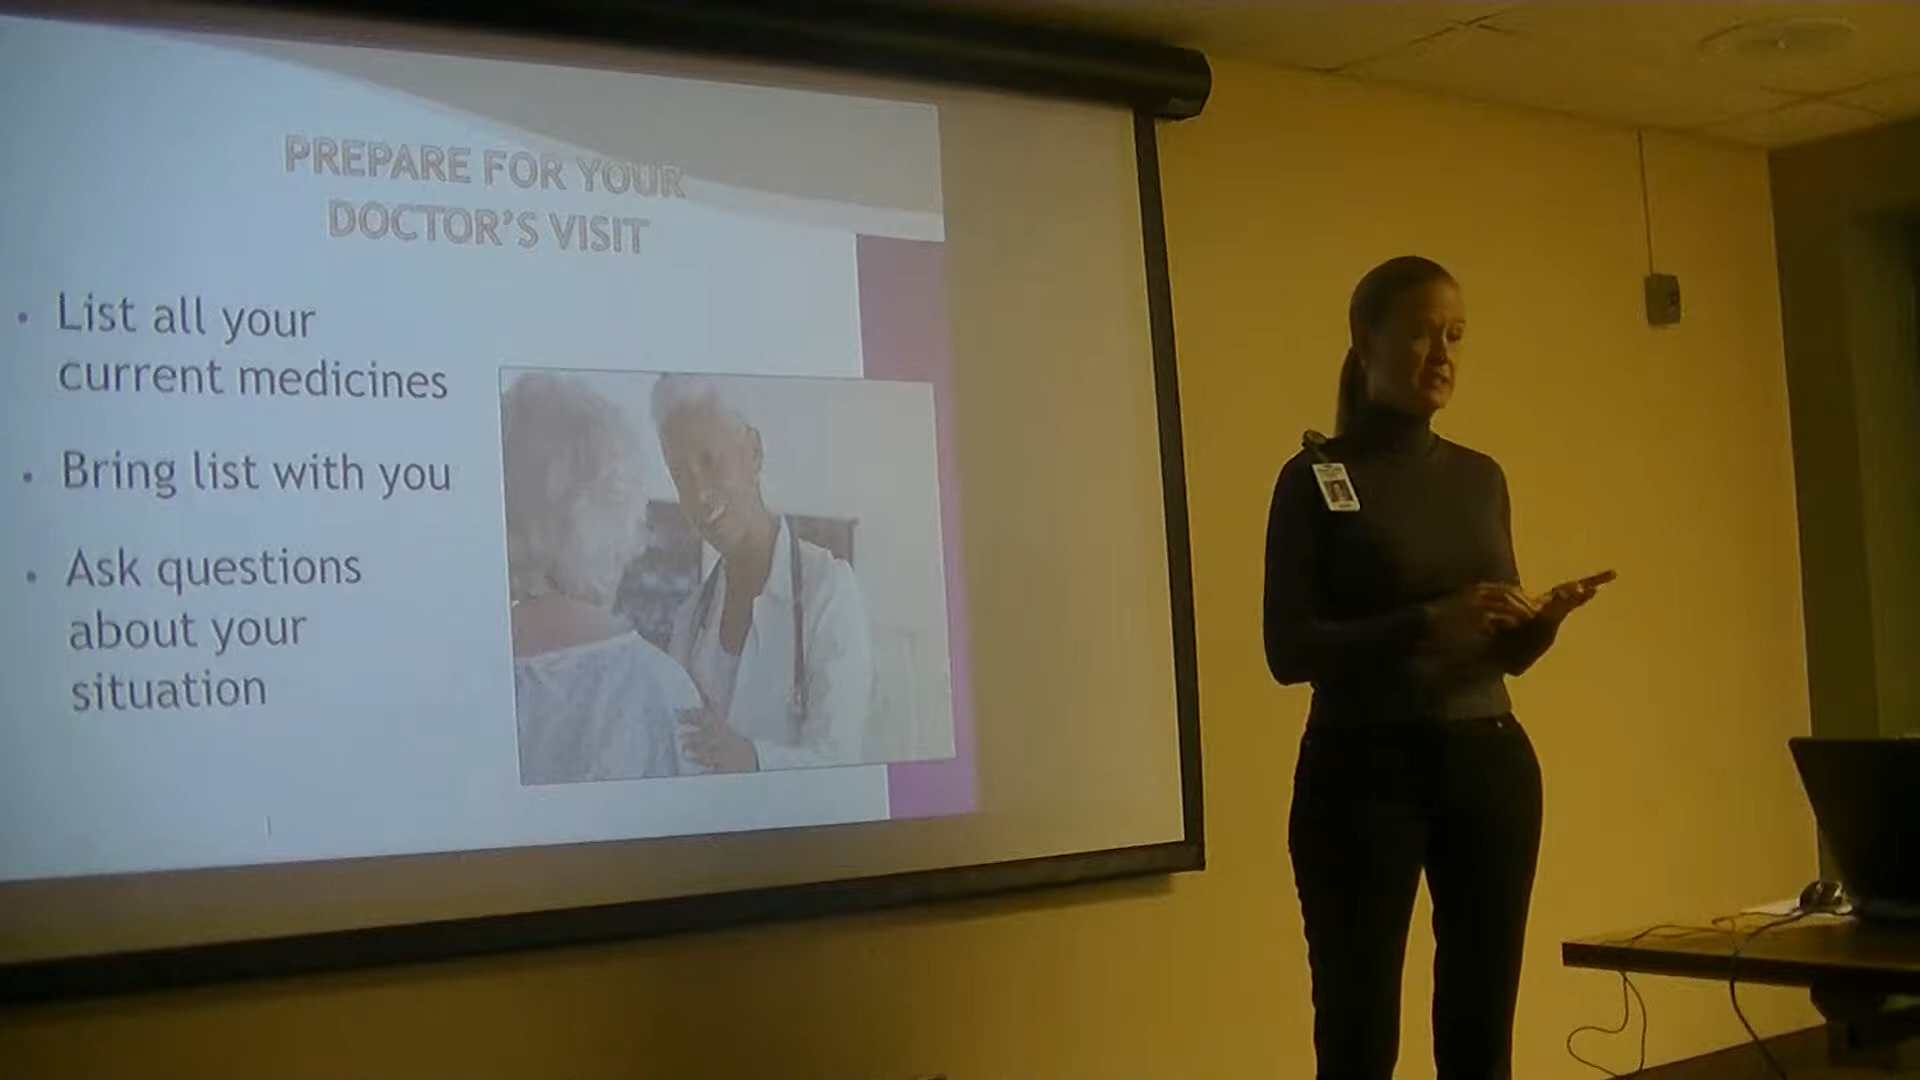 PREPARE FOR YOUR
DOCTOR'S VISIT
• List all your
current medicines
• Bring list with you
• Ask questions
about your
situation